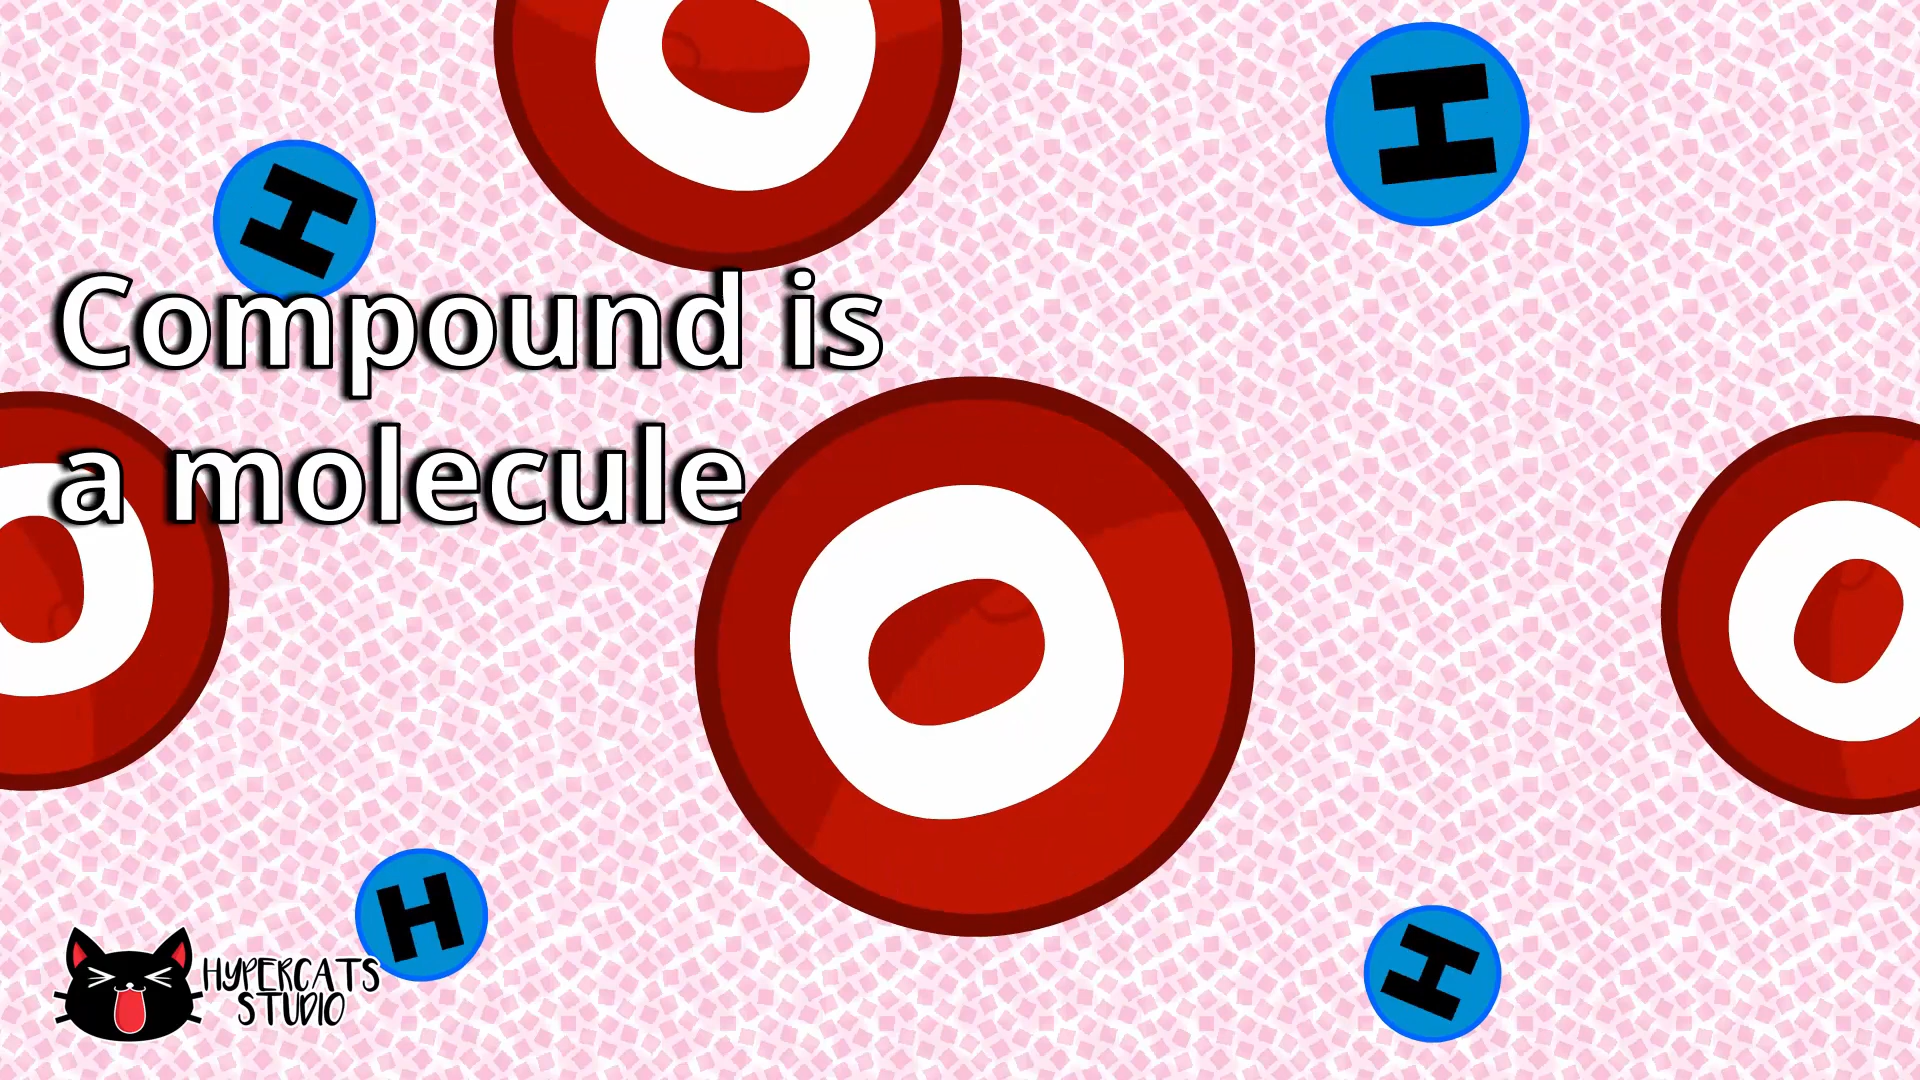 O
H
H
Compound is
a molecule
O
O
O
H
H
HYPERCATS
STUDIO